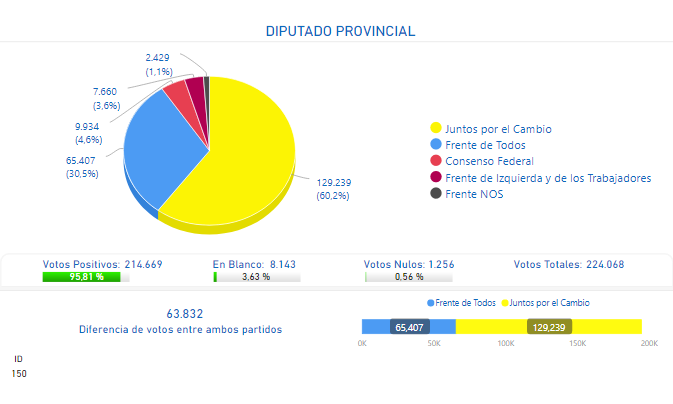 DIPUTADO PROVINCIAL
2.429
(1,1%)
7.660
(3,6%)
9.934
(4,6%)
65.407
(30,5%)
129.239
(60,2%)
Juntos por el Cambio
Frente de Todos
Consenso Federal
Frente de Izquierda y de los Trabajadores
Frente NOS
Votos Positivos: 214.669
95,81 %
En Blanco: 8.143
3,63 %
Votos Nulos: 1.256
0,56 %
Votos Totales: 224.068
63.832
Diferencia de votos entre ambos partidos
Frente de Todos Juntos por el Cambio
65,407 129,239
0K 50K 100K 150K 200K
ID
150